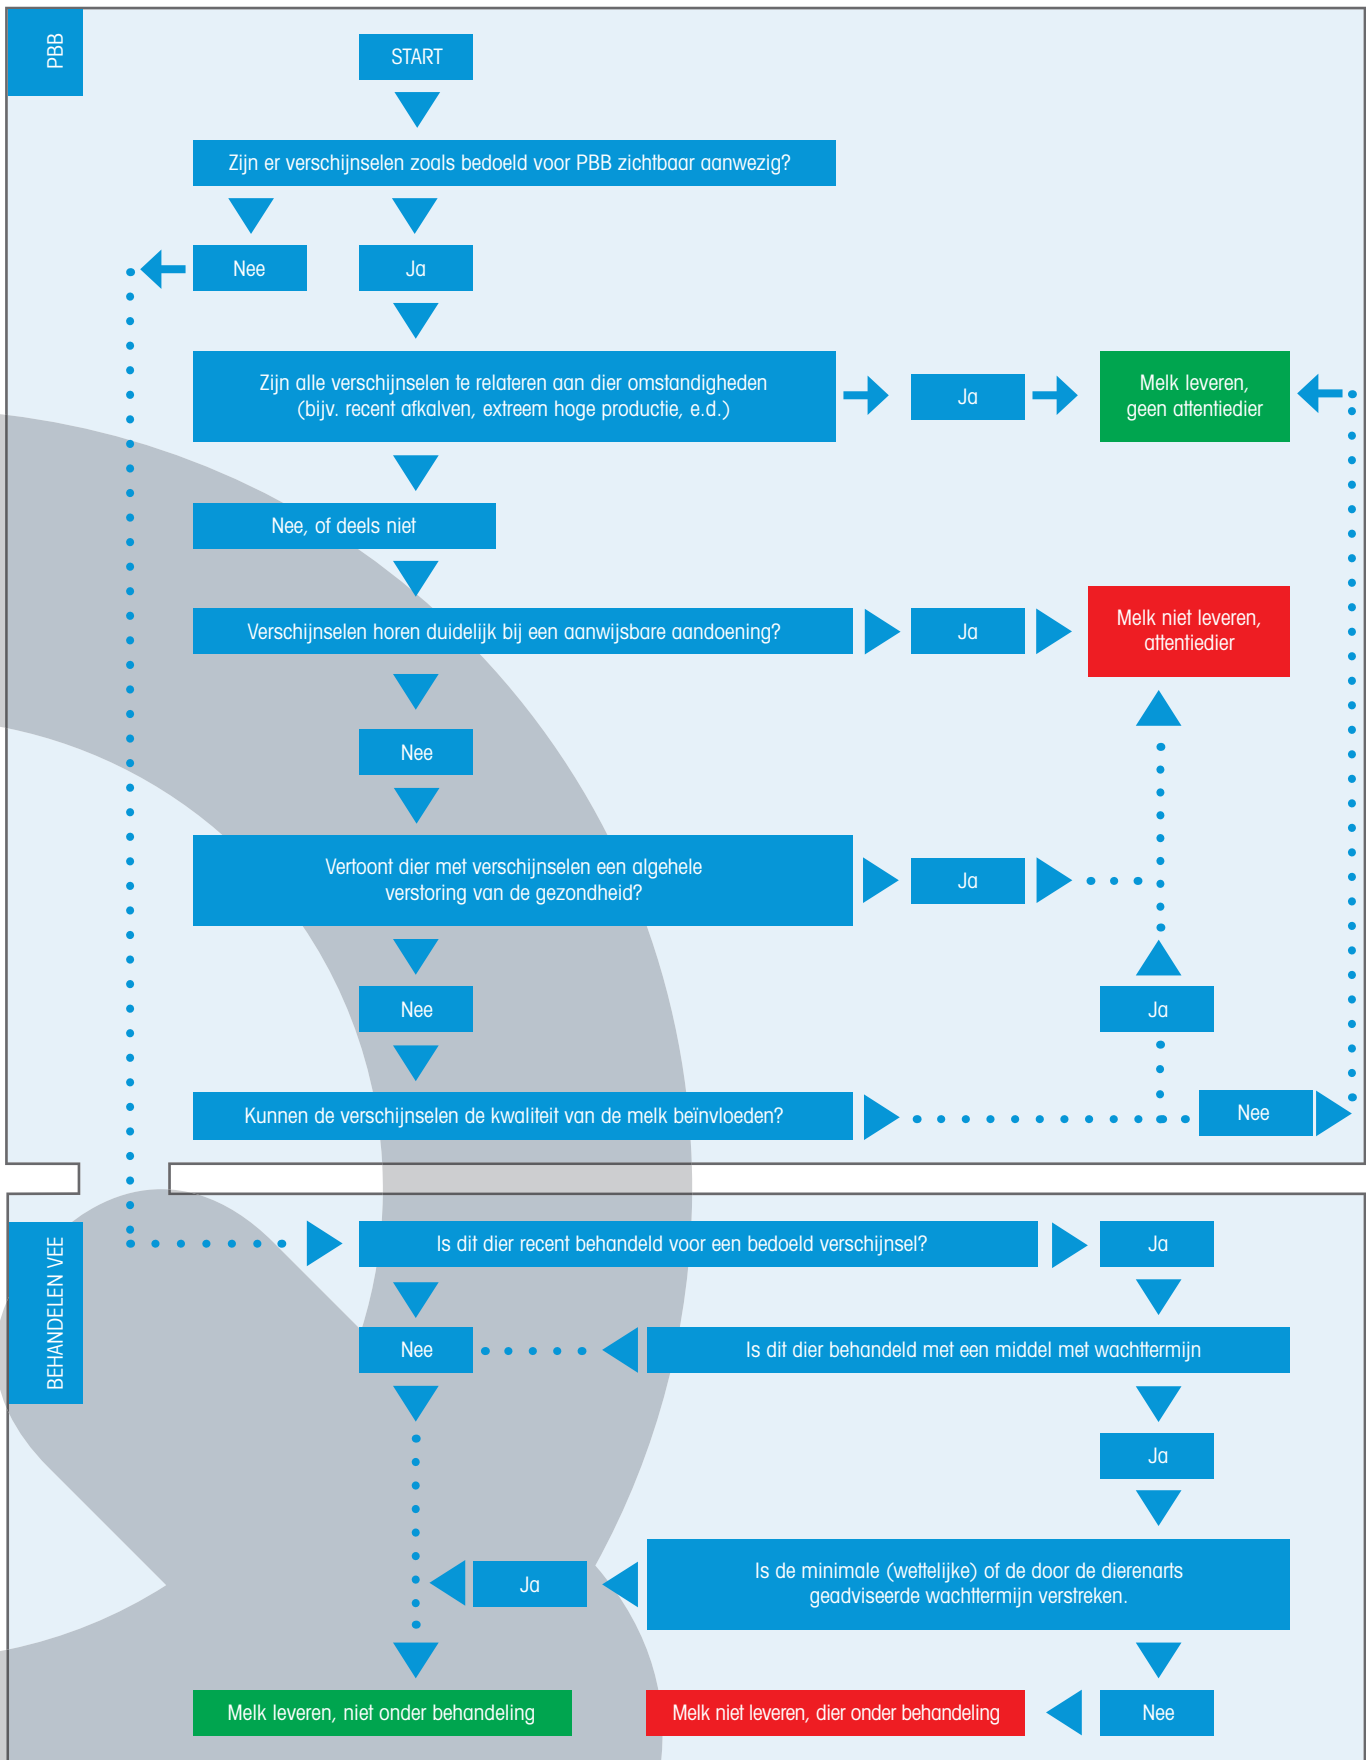 PBB
START
Zijn er verschijnselen zoals bedoeld voor PBB zichtbaar aanwezig?
Nee
Ja
Zijn alle verschijnselen te relateren aan dier omstandigheden
(bijv. recent afkalven, extreem hoge productie, e.d.)
Ja
Melk leveren,
geen attentiedier
Nee, of deels niet
Verschijnselen horen duidelijk bij een aanwijsbare aandoening?
Ja
Melk niet leveren,
attentiedier
Nee
Vertoont dier met verschijnselen een algehele
verstoring van de gezondheid?
Ja
Nee
Ja
Kunnen de verschijnselen de kwaliteit van de melk beïnvloeden?
Nee
BEHANDELEN VEE
Is dit dier recent behandeld voor een bedoeld verschijnsel?
Ja
Nee
Is dit dier behandeld met een middel met wachttermijn
Ja
Is de minimale (wettelijke) of de door de dierenarts
geadviseerde wachttermijn verstreken.
Ja
Melk leveren, niet onder behandeling
Melk niet leveren, dier onder behandeling
Nee